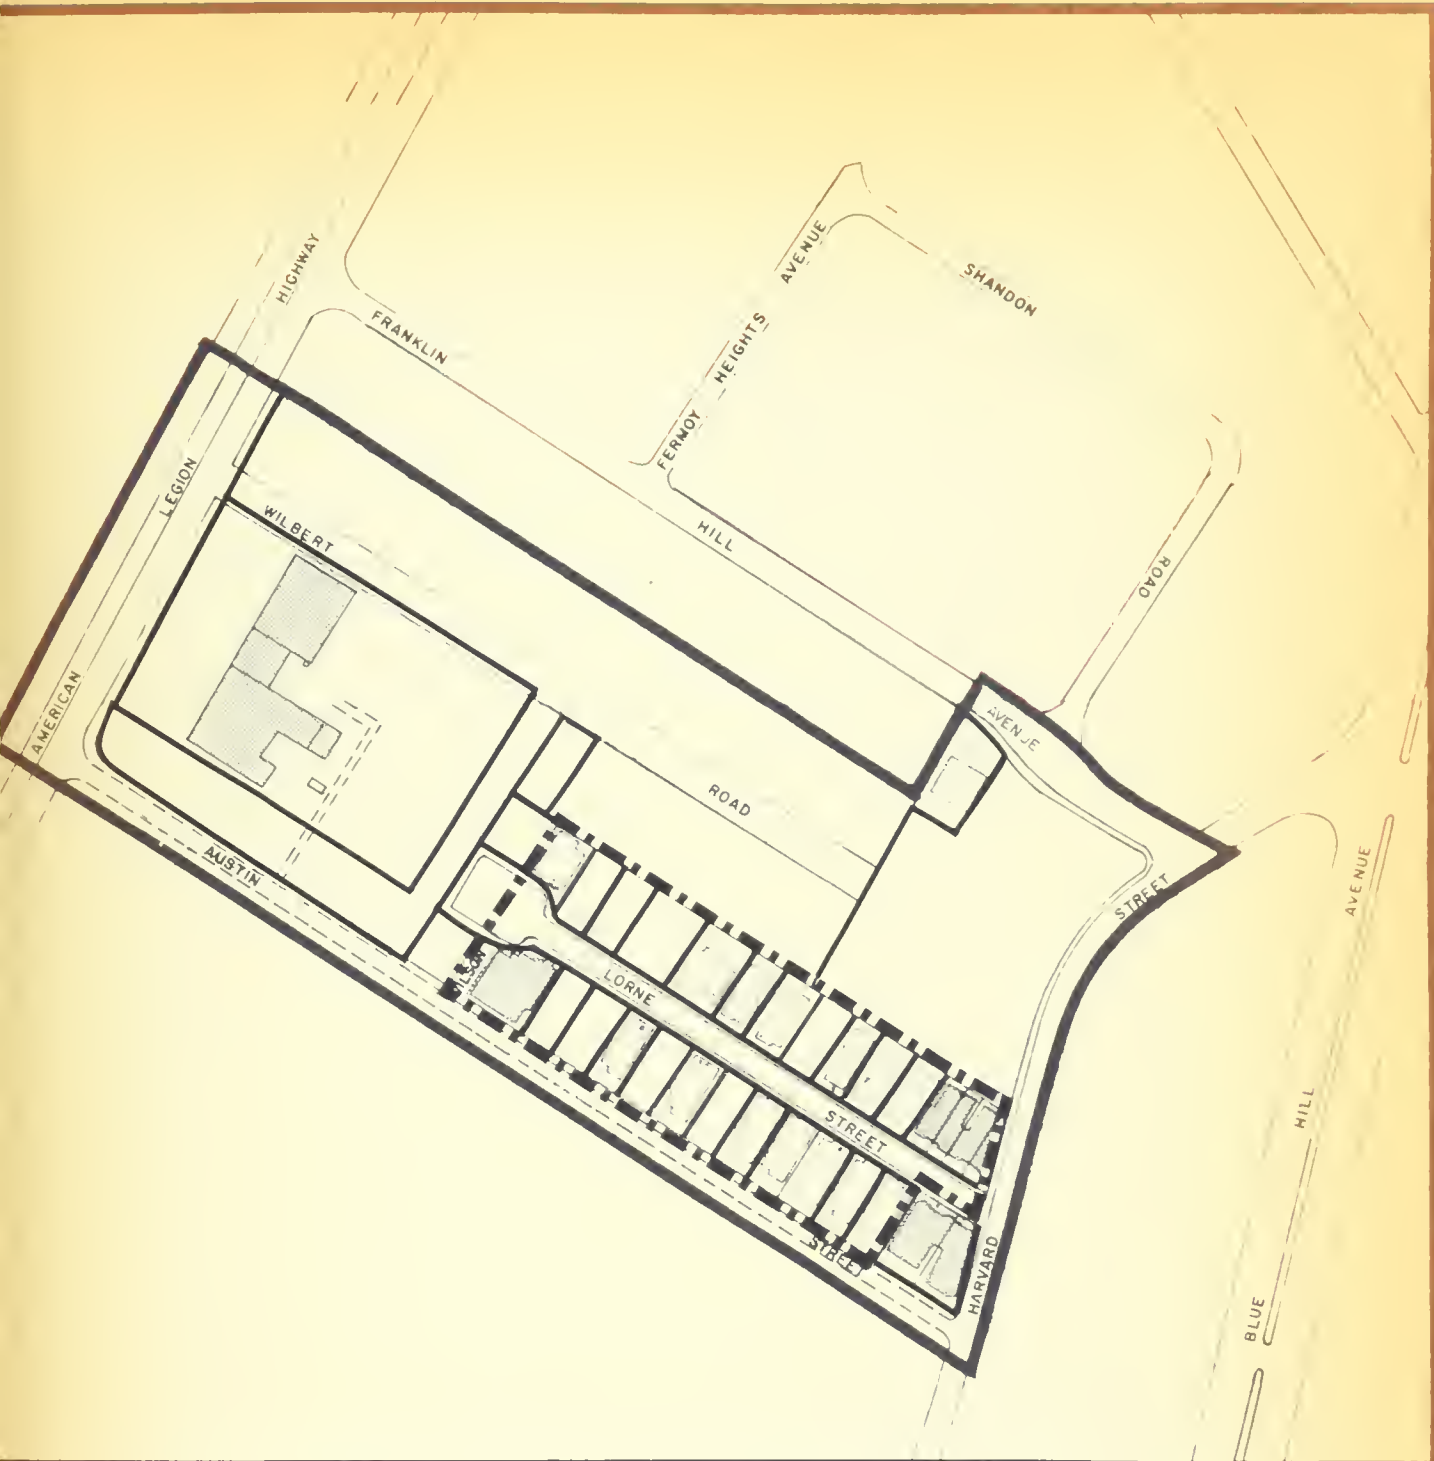 HIGHWAY
LEGION
AMERICAN
FRANKLIN
HILL
AVENUE
FERMOY
HEIGHTS
AVENUE
SHANDON
ROAD
WILBERT
ROAD
AUSTIN
STREE
LORNE
STREET
HARVARD
STREET
BLUE
HILL
AVENUE